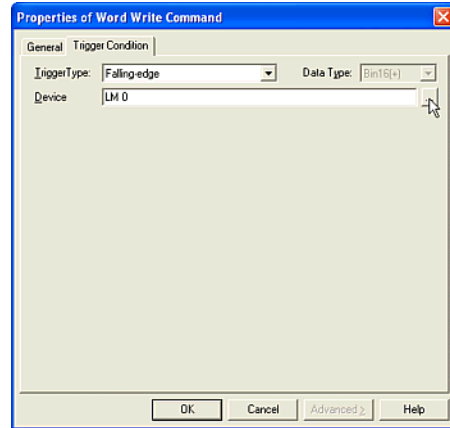 Properties of Word Write Command
General Trigger Condition
TriggerType: Falling-edge Data Type: Bin16(+)
Device LM 0 ...
OK Cancel Advanced > Help